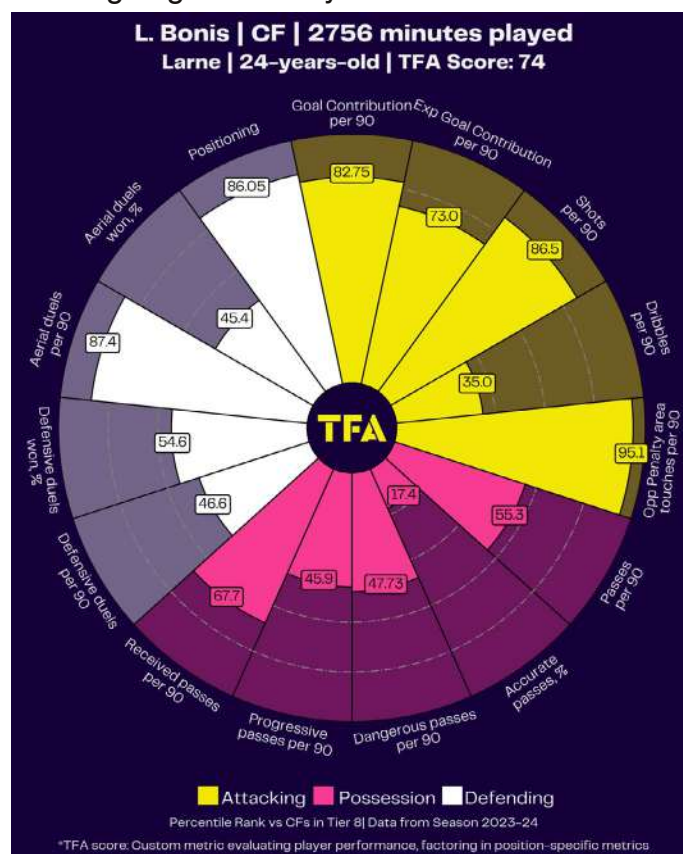 L. Bonis | CF | 2756 minutes played
Larne | 24-years-old | TFA Score: 74
Goal Contribution
per 90
Exp Goal Contribution
per 90
Shots
per 90
Dribbles
per 90
Opp Penalty area
touches per 90
Passes
per 90
Accurate
passes, %
Dangerous passes
per 90
Progressive
passes per 90
Received passes
per 90
Defensive duels
per 90
Defensive duels
won, %
Aerial duels
per 90
Aerial duels
won, %
Positioning
82.75
73.0
86.5
35.0
95.1
55.3
17.4
47.73
45.9
67.7
46.6
54.6
87.4
45.4
86.05
TFA
Attacking Possession Defending
Percentile Rank vs CFs in Tier 8| Data from Season 2023-24
*TFA score: Custom metric evaluating player performance, factoring in position-specific metrics